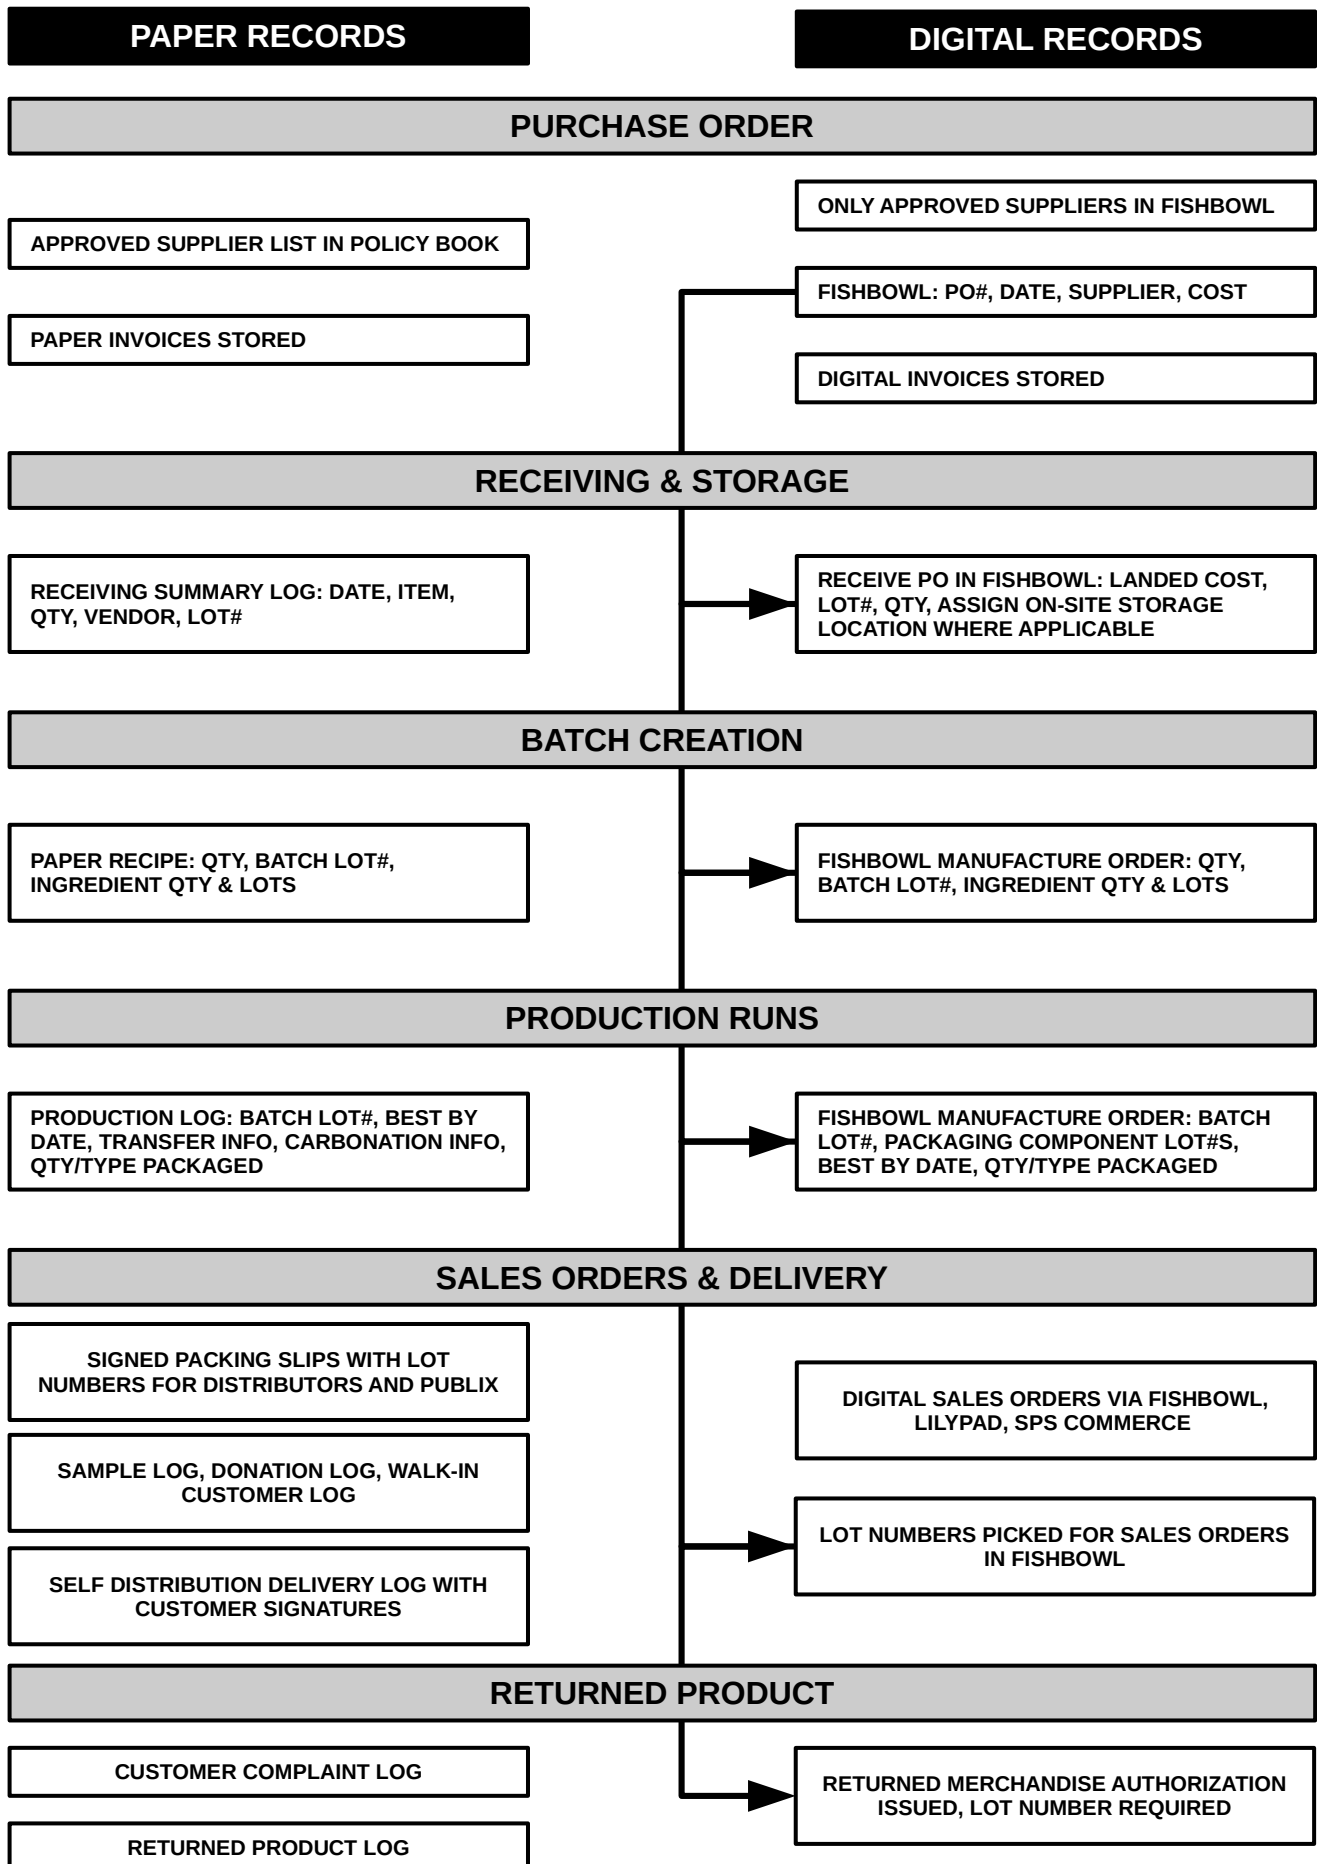 PAPER RECORDS
DIGITAL RECORDS
PURCHASE ORDER
ONLY APPROVED SUPPLIERS IN FISHBOWL
APPROVED SUPPLIER LIST IN POLICY BOOK
FISHBOWL: PO#, DATE, SUPPLIER, COST
PAPER INVOICES STORED
DIGITAL INVOICES STORED
RECEIVING & STORAGE
RECEIVING SUMMARY LOG: DATE, ITEM,
QTY, VENDOR, LOT#
RECEIVE PO IN FISHBOWL: LANDED COST,
LOT#, QTY, ASSIGN ON-SITE STORAGE
LOCATION WHERE APPLICABLE
BATCH CREATION
PAPER RECIPE: QTY, BATCH LOT#,
INGREDIENT QTY & LOTS
FISHBOWL MANUFACTURE ORDER: QTY,
BATCH LOT#, INGREDIENT QTY & LOTS
PRODUCTION RUNS
PRODUCTION LOG: BATCH LOT#, BEST BY
DATE, TRANSFER INFO, CARBONATION INFO,
QTY/TYPE PACKAGED
FISHBOWL MANUFACTURE ORDER: BATCH
LOT#, PACKAGING COMPONENT LOT#S,
BEST BY DATE, QTY/TYPE PACKAGED
SALES ORDERS & DELIVERY
SIGNED PACKING SLIPS WITH LOT
NUMBERS FOR DISTRIBUTORS AND PUBLIX
DIGITAL SALES ORDERS VIA FISHBOWL,
LILYPAD, SPS COMMERCE
SAMPLE LOG, DONATION LOG, WALK-IN
CUSTOMER LOG
LOT NUMBERS PICKED FOR SALES ORDERS
IN FISHBOWL
SELF DISTRIBUTION DELIVERY LOG WITH
CUSTOMER SIGNATURES
RETURNED PRODUCT
CUSTOMER COMPLAINT LOG
RETURNED MERCHANDISE AUTHORIZATION
ISSUED, LOT NUMBER REQUIRED
RETURNED PRODUCT LOG